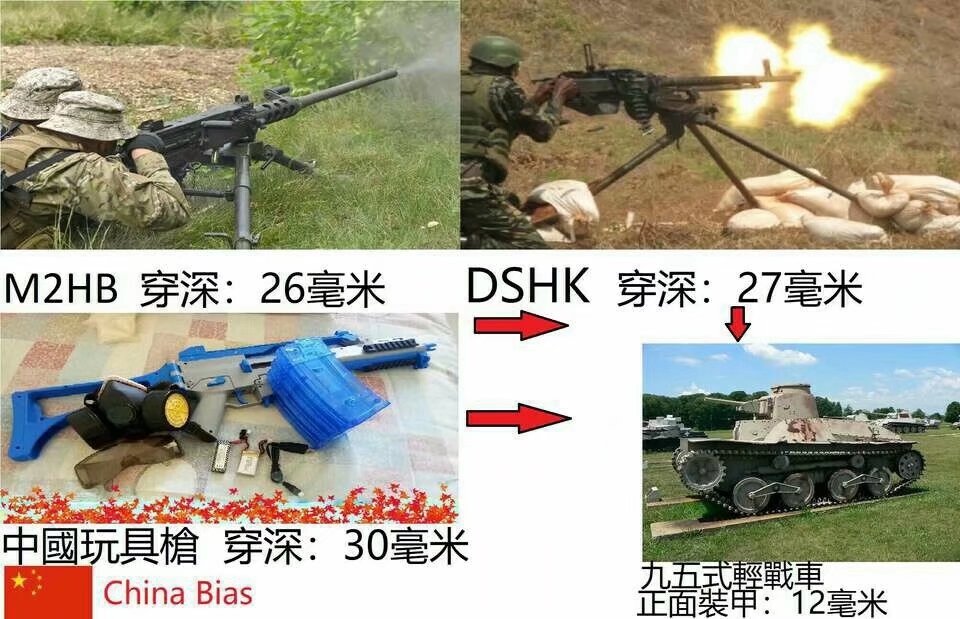 M2HB 穿深：26毫米
DSHK 穿深：27毫米
中國玩具槍 穿深：30毫米
China Bias
九五式輕戰車
正面裝甲：12毫米